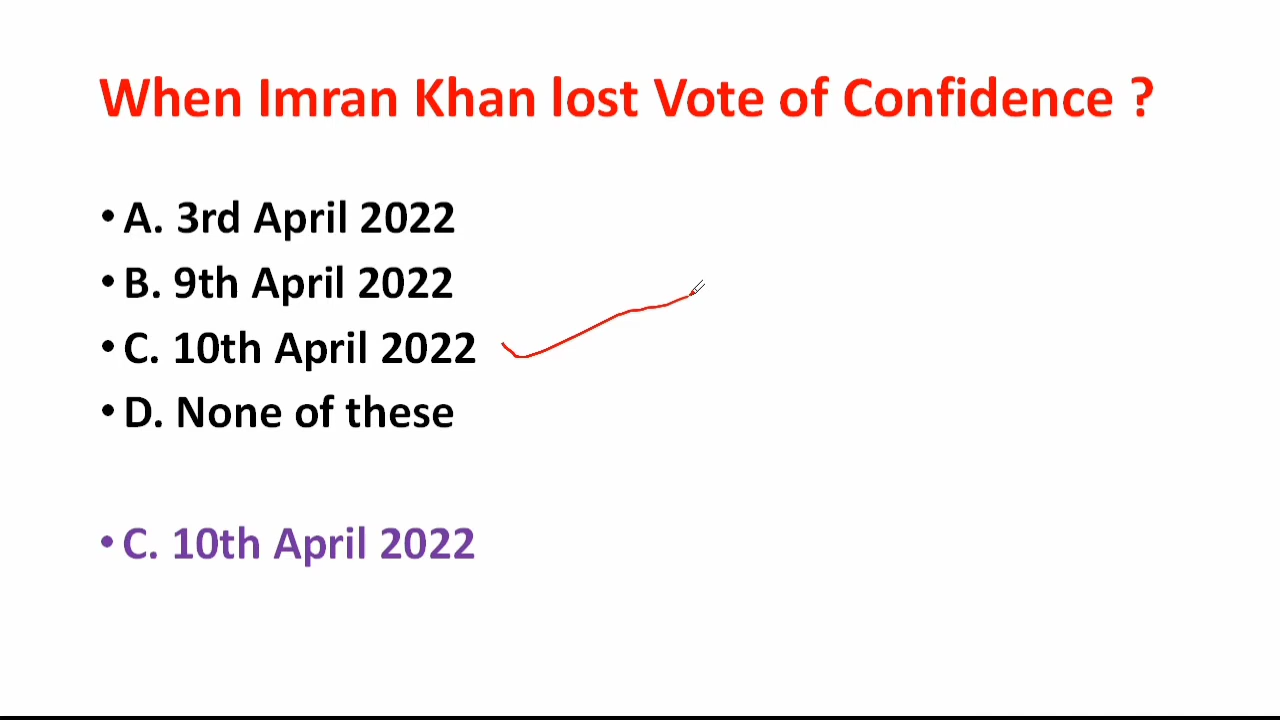 When Imran Khan lost Vote of Confidence ?
• A. 3rd April 2022
• B. 9th April 2022
• C. 10th April 2022
• D. None of these
• C. 10th April 2022